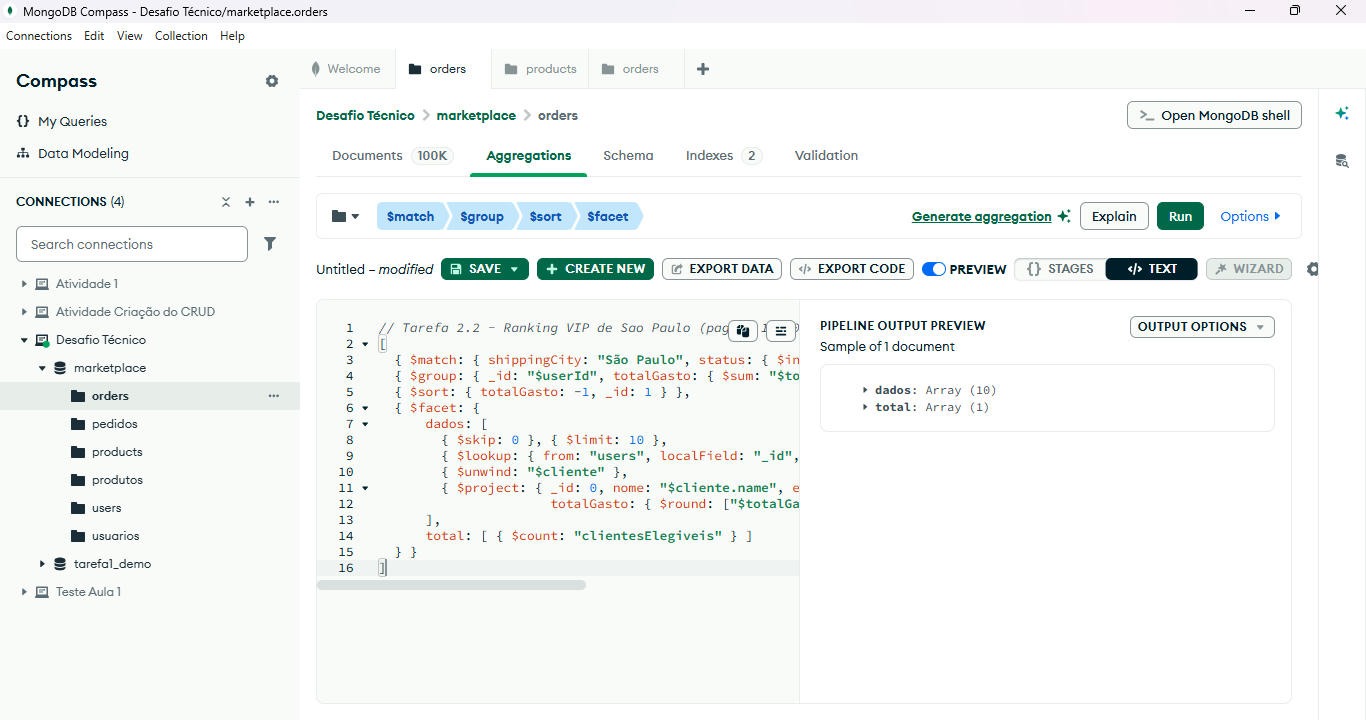 MongoDB Compass - Desafio Técnico/marketplace.orders
Connections Edit View Collection Help
Compass
{} My Queries
Data Modeling
CONNECTIONS (4)
Search connections
Atividade 1
Atividade Criação do CRUD
Desafio Técnico
marketplace
orders
pedidos
products
produtos
users
usuarios
tarefa1_demo
Teste Aula 1
Welcome orders products orders
Desafio Técnico > marketplace > orders
>_ Open MongoDB shell
Documents 100K Aggregations Schema Indexes 2 Validation
$match $group $sort $facet
Generate aggregation Explain Run Options
Untitled – modified SAVE + CREATE NEW EXPORT DATA </> EXPORT CODE PREVIEW {} STAGES </> TEXT WIZARD
1 // Tarefa 2.2 - Ranking VIP de Sao Paulo (pag
2 [
3 { $match: { shippingCity: "São Paulo", status: { $in
4 { $group: { _id: "$userId", totalGasto: { $sum: "$to
5 { $sort: { totalGasto: -1, _id: 1 } },
6 { $facet: {
7 dados: [
8 { $skip: 0 }, { $limit: 10 },
9 { $lookup: { from: "users", localField: "_id",
10 { $unwind: "$cliente" },
11 { $project: { _id: 0, nome: "$cliente.name", e
12 totalGasto: { $round: ["$totalGa
13 ],
14 total: [ { $count: "clientesElegiveis" } ]
15 } }
16 ]
PIPELINE OUTPUT PREVIEW
Sample of 1 document
OUTPUT OPTIONS
dados: Array (10)
total: Array (1)